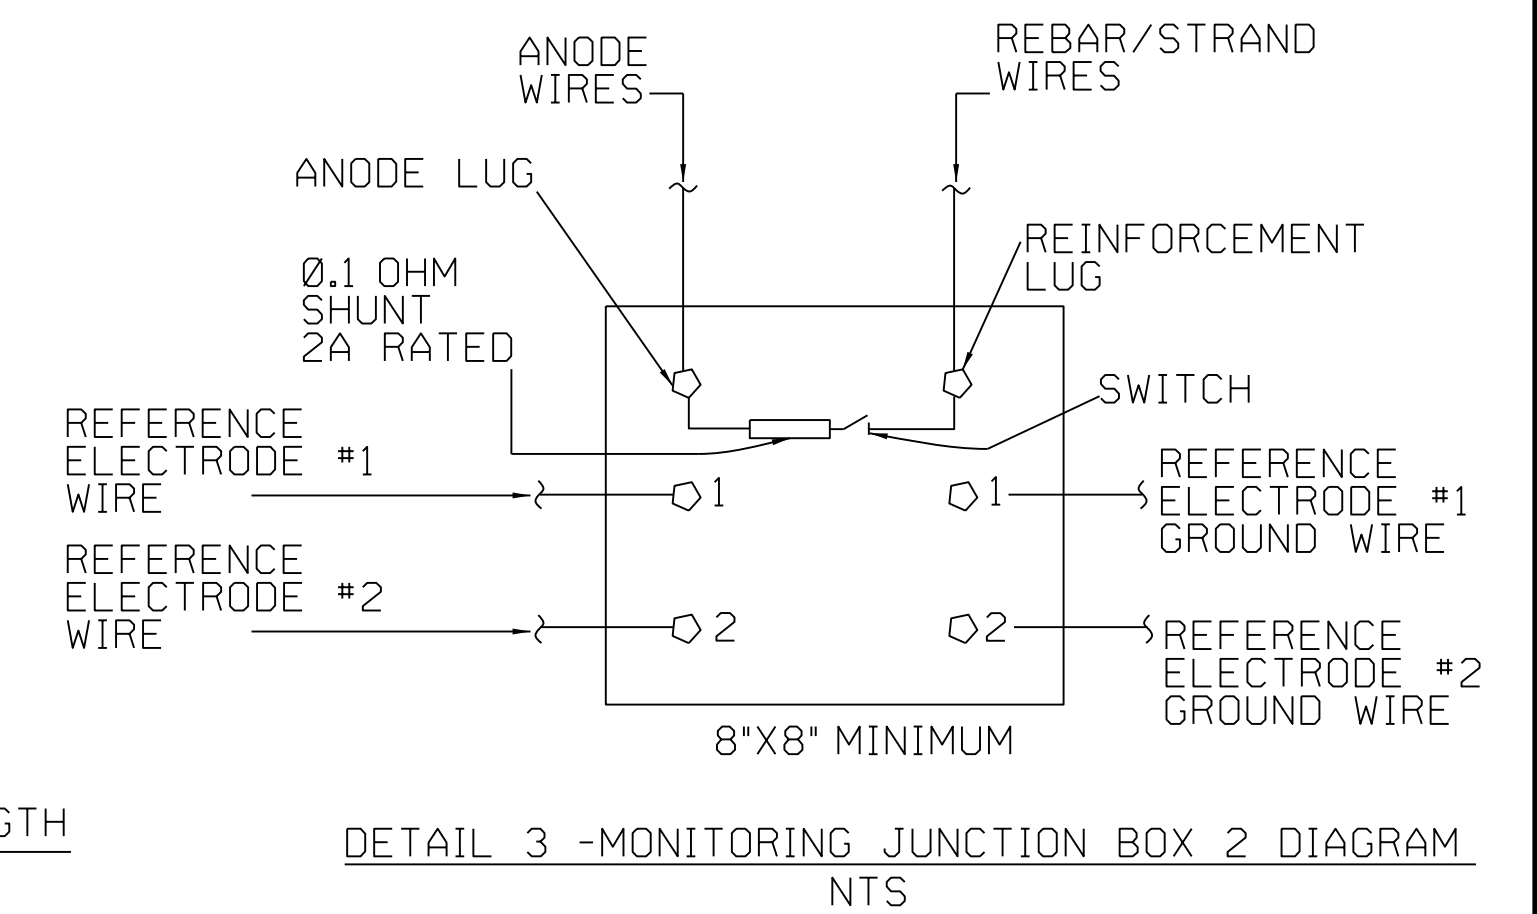 ANODE
WIRES
REBAR/STRAND
WIRES
ANODE LUG
REINFORCEMENT
LUG
0.1 OHM
SHUNT
2A RATED
SWITCH
REFERENCE
ELECTRODE #1
WIRE
1
1
REFERENCE
ELECTRODE #1
GROUND WIRE
REFERENCE
ELECTRODE #2
WIRE
2
2
REFERENCE
ELECTRODE #2
GROUND WIRE
8"X8" MINIMUM
DETAIL 3 -MONITORING JUNCTION BOX 2 DIAGRAM
NTS